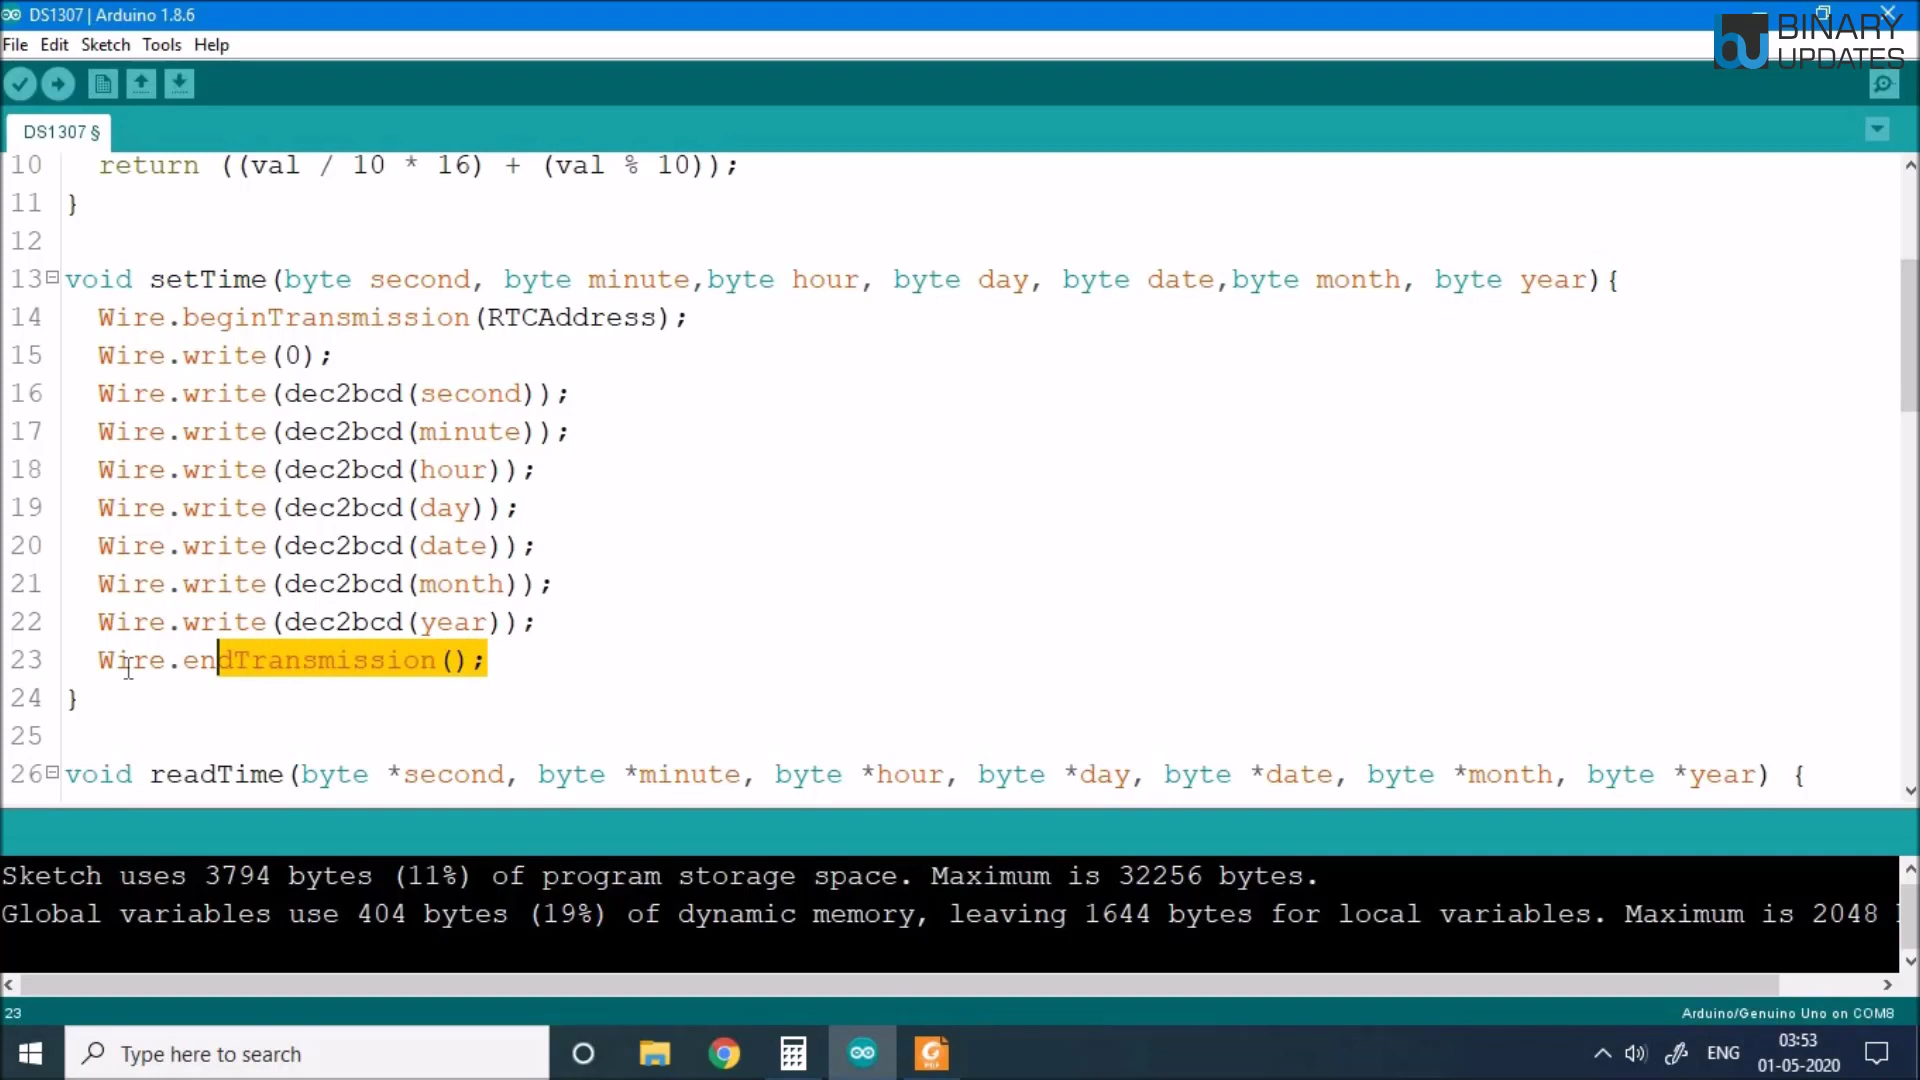 DS1307 | Arduino 1.8.6
BINARY
UPDATES
File Edit Sketch Tools Help
DS1307 §
10 return ((val / 10 * 16) + (val % 10));
11 }
12
13 void setTime(byte second, byte minute,byte hour, byte day, byte date,byte month, byte year){
14 Wire.beginTransmission(RTCAddress);
15 Wire.write(0);
16 Wire.write(dec2bcd(second));
17 Wire.write(dec2bcd(minute));
18 Wire.write(dec2bcd(hour));
19 Wire.write(dec2bcd(day));
20 Wire.write(dec2bcd(date));
21 Wire.write(dec2bcd(month));
22 Wire.write(dec2bcd(year));
23 Wire.endTransmission();
24 }
25
26 void readTime(byte *second, byte *minute, byte *hour, byte *day, byte *date, byte *month, byte *year) {
Sketch uses 3794 bytes (11%) of program storage space. Maximum is 32256 bytes.
Global variables use 404 bytes (19%) of dynamic memory, leaving 1644 bytes for local variables. Maximum is 2048
23
Arduino/Genuino Uno on COM8
Type here to search
ENG
03:53
01-05-2020